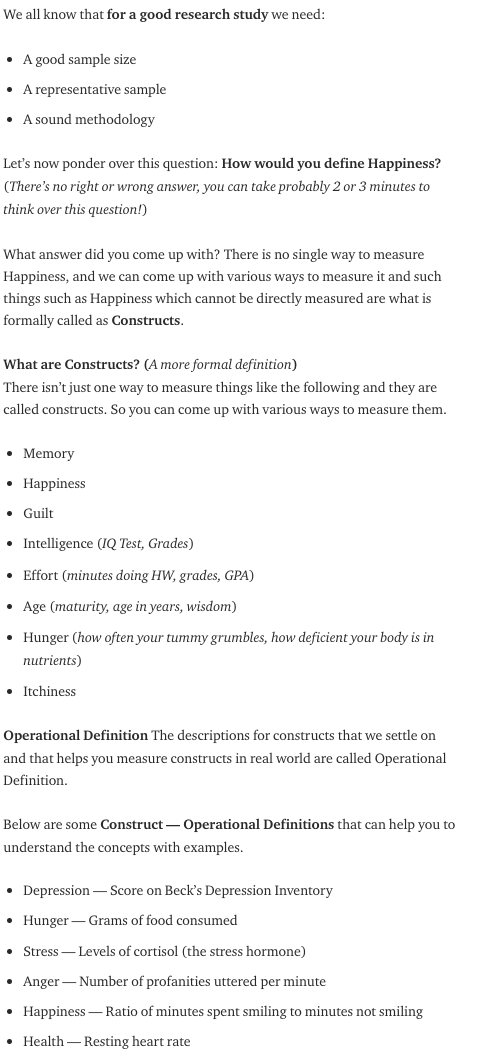 We all know that for a good research study we need:
• A good sample size
• A representative sample
• A sound methodology
Let’s now ponder over this question: How would you define Happiness?
(There’s no right or wrong answer, you can take probably 2 or 3 minutes to
think over this question!)
What answer did you come up with? There is no single way to measure
Happiness, and we can come up with various ways to measure it and such
things such as Happiness which cannot be directly measured are what is
formally called as Constructs.
What are Constructs? (A more formal definition)
There isn’t just one way to measure things like the following and they are
called constructs. So you can come up with various ways to measure them.
• Memory
• Happiness
• Guilt
• Intelligence (IQ Test, Grades)
• Effort (minutes doing HW, grades, GPA)
• Age (maturity, age in years, wisdom)
• Hunger (how often your tummy grumbles, how deficient your body is in
nutrients)
• Itchiness
Operational Definition The descriptions for constructs that we settle on
and that helps you measure constructs in real world are called Operational
Definition.
Below are some Construct — Operational Definitions that can help you to
understand the concepts with examples.
• Depression — Score on Beck’s Depression Inventory
• Hunger — Grams of food consumed
• Stress — Levels of cortisol (the stress hormone)
• Anger — Number of profanities uttered per minute
• Happiness — Ratio of minutes spent smiling to minutes not smiling
• Health — Resting heart rate